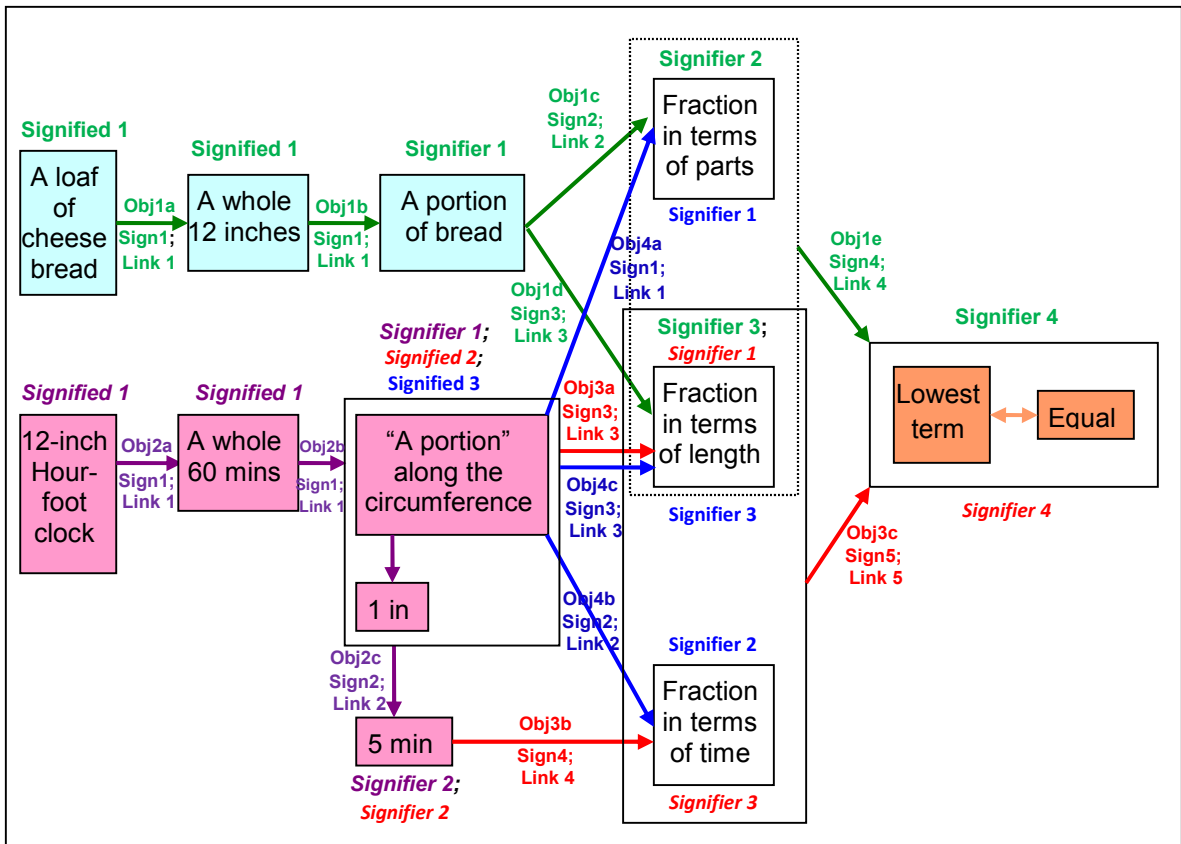 Signifier 2
Obj1c
Sign2;
Link 2
Fraction
in terms
of parts
Signifier 1
Signified 1
A loaf
of
cheese
bread
Obj1a
Sign1;
Link 1
Signified 1
A whole
12 inches
Obj1b
Sign1;
Link 1
Signifier 1
A portion
of bread
Obj4a
Sign1;
Link 1
Obj1d
Sign3;
Link 3
Obj1e
Sign4;
Link 4
Signifier 4
Signifier 1;
Signified 2;
Signified 3
Signifier 3;
Signifier 1
Fraction
in terms
of length
Signifier 3
Lowest
term
Equal
Signifier 4
Signified 1
12-inch
Hour-
foot
clock
Obj2a
Sign1;
Link 1
Signified 1
A whole
60 mins
Obj2b
Sign1;
Link 1
“A portion”
along the
circumference
Obj3a
Sign3;
Link 3
Obj4c
Sign3;
Link 3
Obj3c
Sign5;
Link 5
1 in
Obj4b
Sign2;
Link 2
Obj2c
Sign2;
Link 2
Signifier 2
Fraction
in terms
of time
Signifier 3
5 min
Obj3b
Sign4;
Link 4
Signifier 2;
Signifier 2